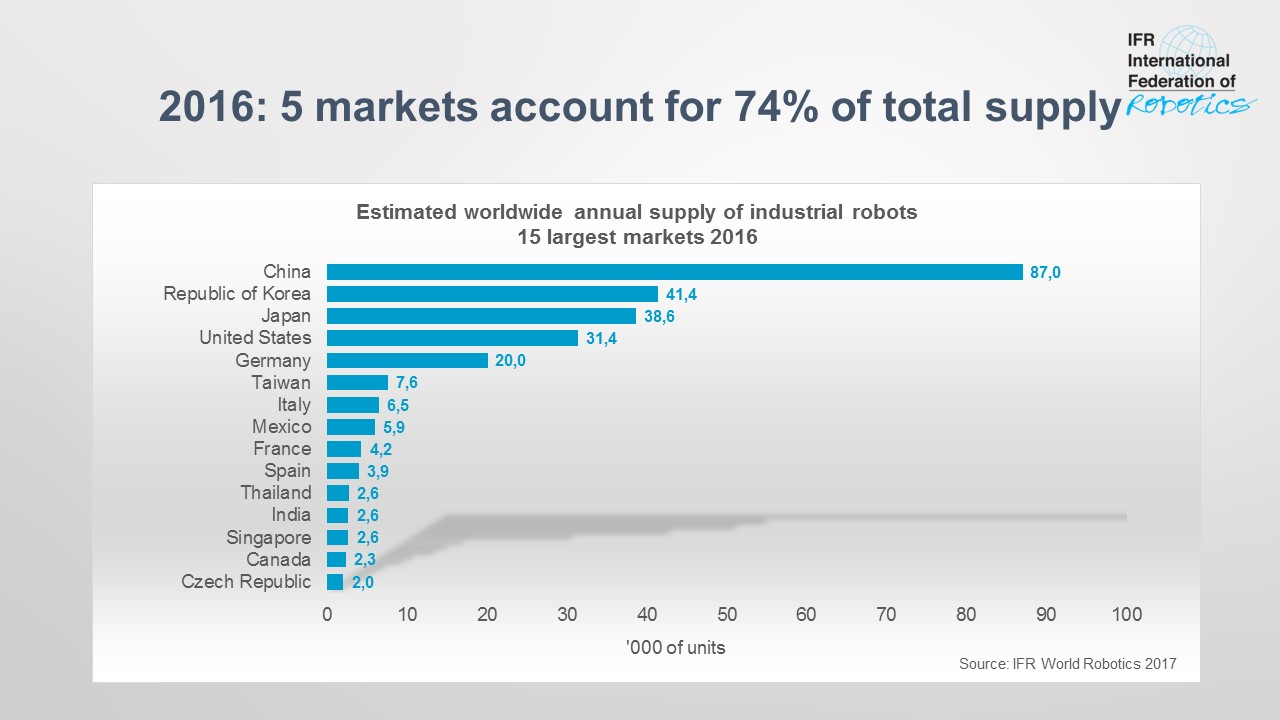 IFR
International
Federation of
Robotics
2016: 5 markets account for 74% of total supply
Estimated worldwide annual supply of industrial robots
15 largest markets 2016
China 87,0
Republic of Korea 41,4
Japan 38,6
United States 31,4
Germany 20,0
Taiwan 7,6
Italy 6,5
Mexico 5,9
France 4,2
Spain 3,9
Thailand 2,6
India 2,6
Singapore 2,6
Canada 2,3
Czech Republic 2,0
0 10 20 30 40 50 60 70 80 90 100
'000 of units
Source: IFR World Robotics 2017